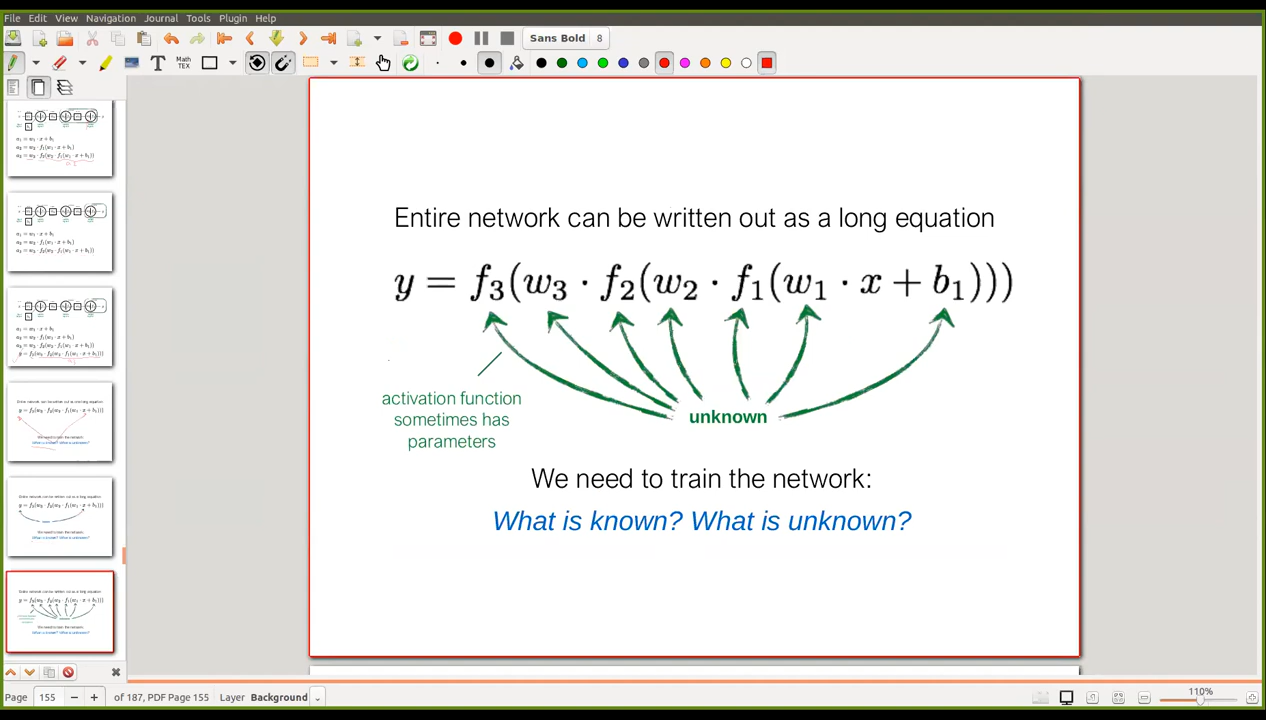 File Edit View Navigation Journal Tools Plugin Help
Sans Bold 8
Math
TEX
Entire network can be written out as a long equation
y = f₃(w₃ · f₂(w₂ · f₁(w₁ · x + b₁)))
activation function
sometimes has
parameters
unknown
We need to train the network:
What is known? What is unknown?
Page 155 of 187, PDF Page 155 Layer Background 110%